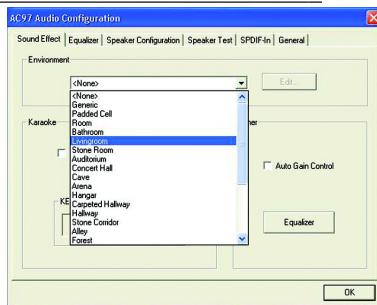 AC97 Audio Configuration
Sound Effect Equalizer Speaker Configuration Speaker Test SPDIF-In General
Environment
<None>
Edit...
<None>
Generic
Padded Cell
Room
Bathroom
Livingroom
Stone Room
Auditorium
Concert Hall
Cave
Arena
Hangar
Carpeted Hallway
Hallway
Stone Corridor
Alley
Forest
Karaoke
KE
Auto Gain Control
Equalizer
OK